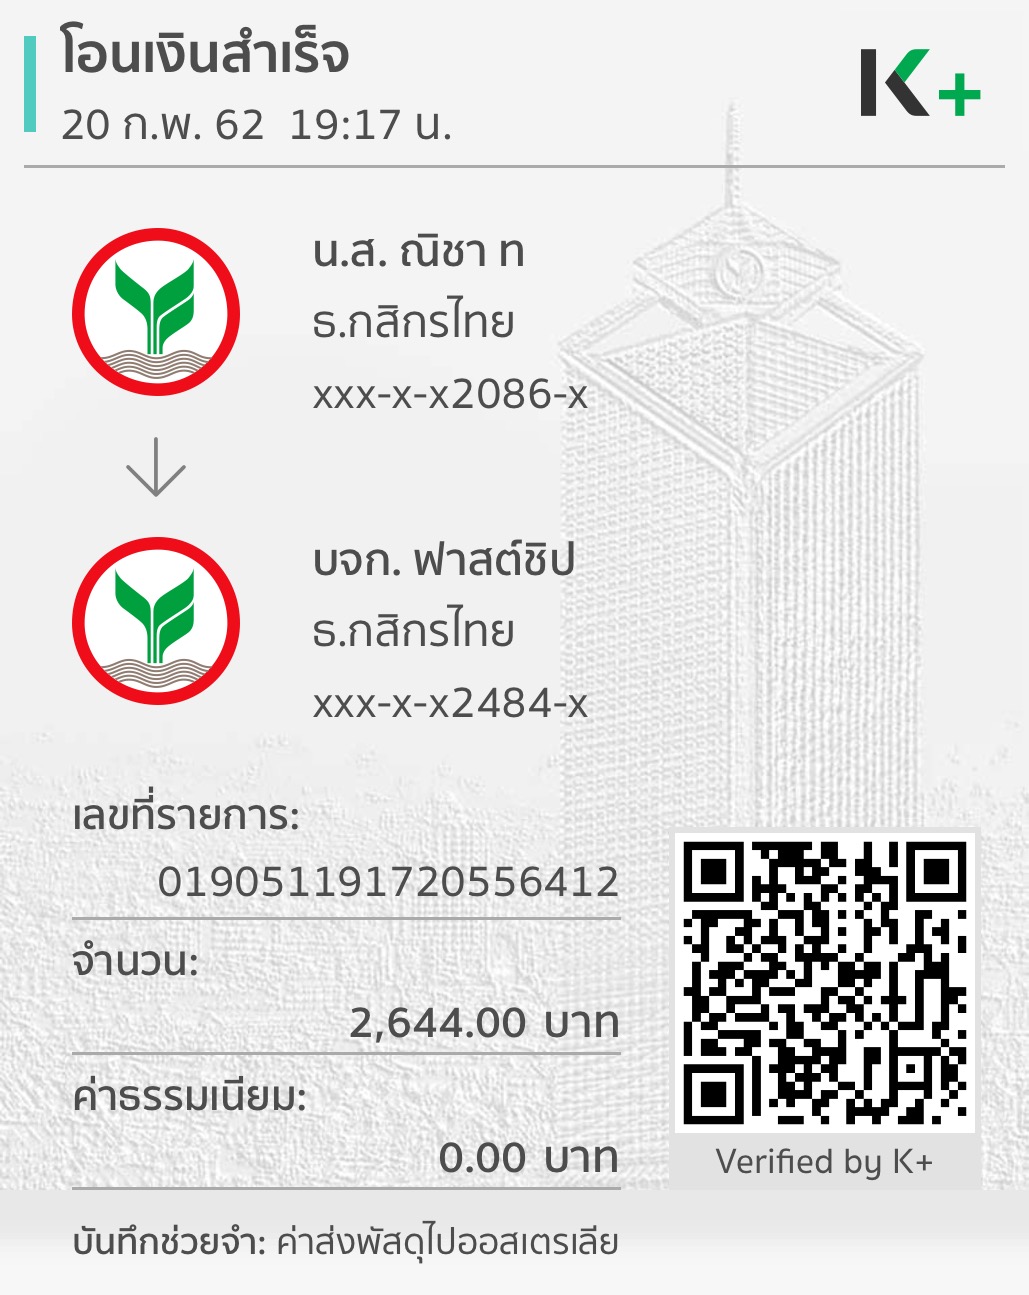 โอนเงินสำเร็จ
20 ก.พ. 62 19:17 น.
K+
น.ส. ณิชา ท
ธ.กสิกรไทย
xxx-x-x2086-x
บจก. ฟาสต์ชิป
ธ.กสิกรไทย
xxx-x-x2484-x
เลขที่รายการ:
019051191720556412
จำนวน:
2,644.00 บาท
ค่าธรรมเนียม:
0.00 บาท
Verified by K+
บันทึกช่วยจำ: ค่าส่งพัสดุไปออสเตรเลีย